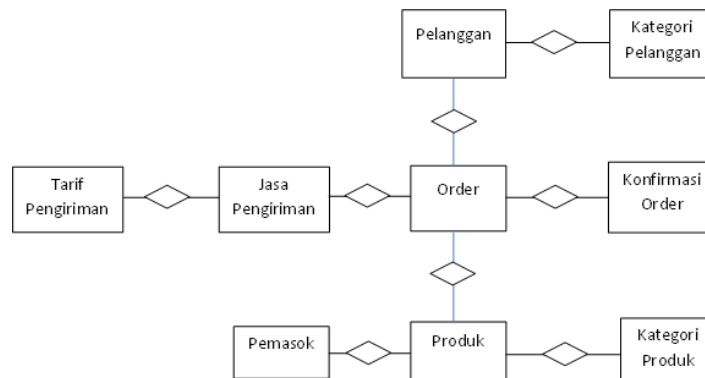 Pelanggan
Kategori
Pelanggan
Tarif
Pengiriman
Jasa
Pengiriman
Order
Konfirmasi
Order
Pemasok
Produk
Kategori
Produk